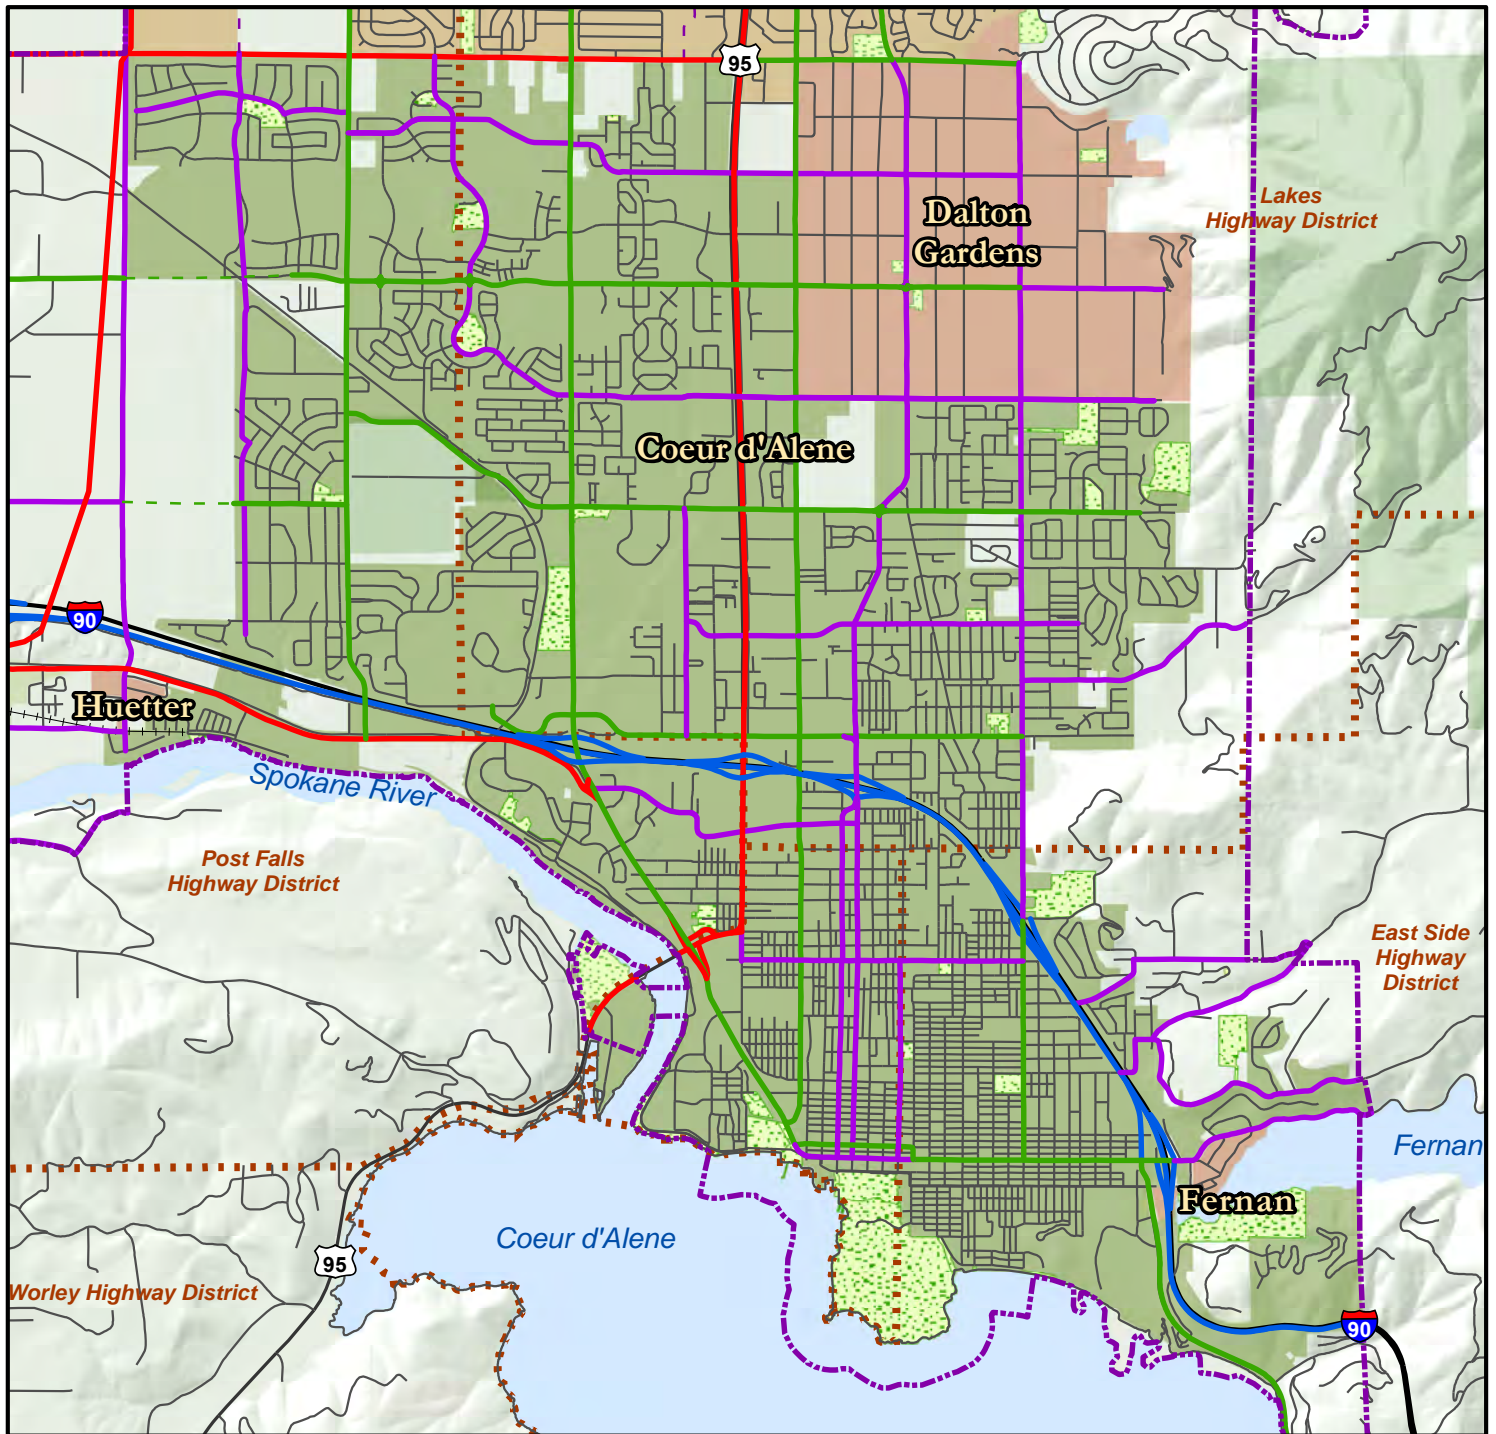 95
Lakes
Highway District
Dalton
Gardens
Coeur d'Alene
90
Huetter
Spokane River
Post Falls
Highway District
East Side
Highway
District
Fernan
Fernan
Coeur d'Alene
95
Worley Highway District
90